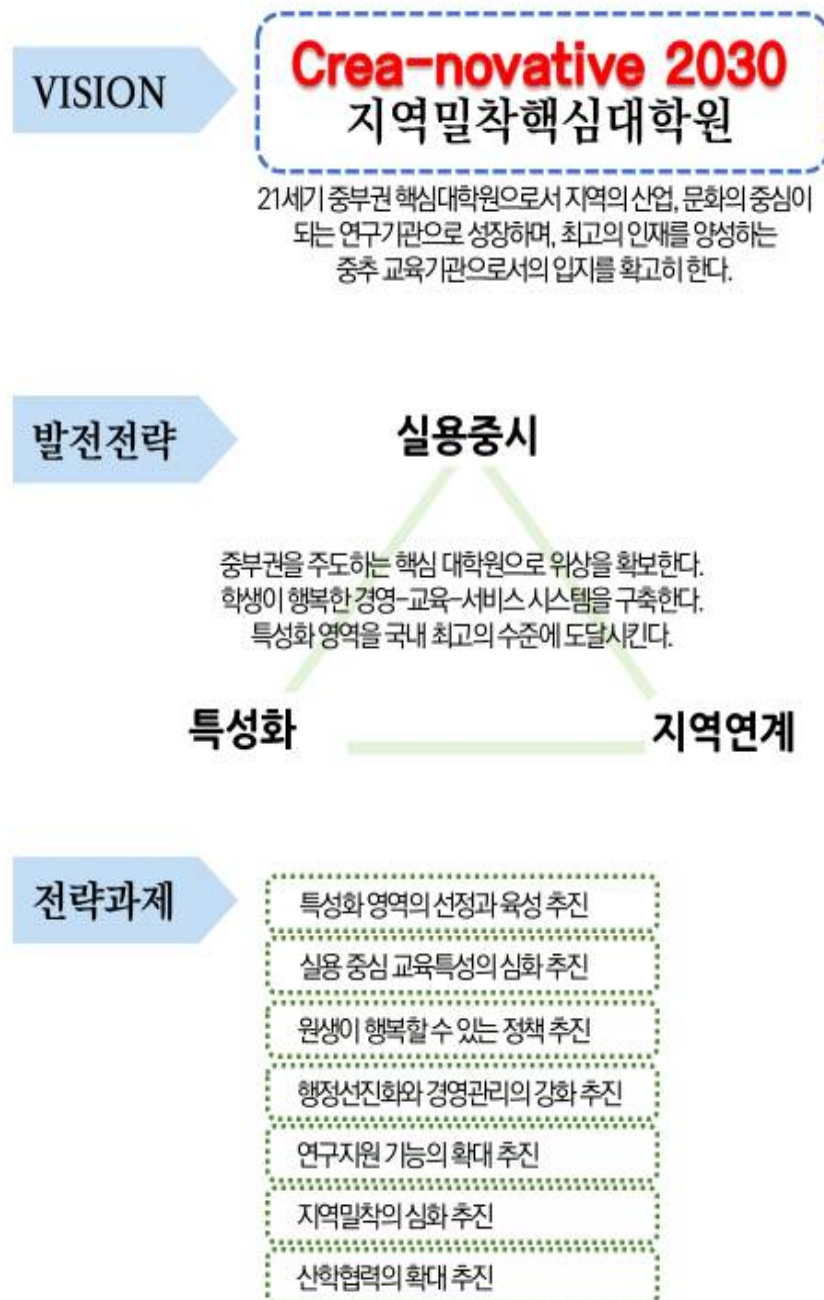 VISION
Crea-novative 2030
지역밀착핵심대학원
21세기 중부권 핵심대학원으로서 지역의 산업, 문화의 중심이
되는 연구기관으로 성장하며, 최고의 인재를 양성하는
중추 교육기관으로서의 입지를 확고히 한다.
발전전략
실용중시
중부권을 주도하는 핵심 대학원으로 위상을 확보한다.
학생이 행복한 경영-교육-서비스 시스템을 구축한다.
특성화 영역을 국내 최고의 수준에 도달시킨다.
특성화
지역연계
전략과제
특성화 영역의 선정과 육성 추진
실용 중심 교육특성의 심화 추진
원생이 행복할 수 있는 정책 추진
행정선진화와 경영관리의 강화 추진
연구지원 기능의 확대 추진
지역밀착의 심화 추진
산학협력의 확대 추진